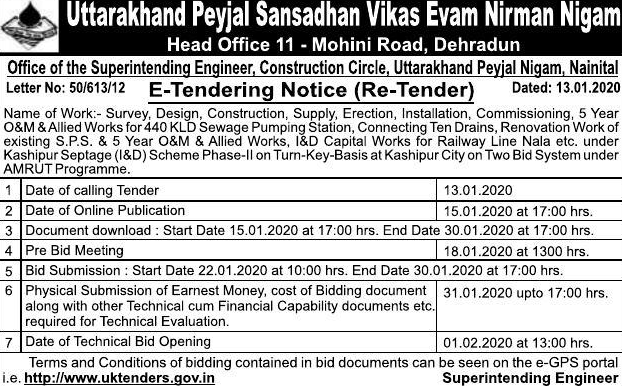 Uttarakhand Peyjal Sansadhan Vikas Evam Nirman Nigam
Head Office 11 - Mohini Road, Dehradun
Office of the Superintending Engineer, Construction Circle, Uttarakhand Peyjal Nigam, Nainital
Letter No: 50/613/12 E-Tendering Notice (Re-Tender) Dated: 13.01.2020
Name of Work:- Survey, Design, Construction, Supply, Erection, Installation, Commissioning, 5 Year
O&M & Allied Works for 440 KLD Sewage Pumping Station, Connecting Ten Drains, Renovation Work of
existing S.P.S. & 5 Year O&M & Allied Works, I&D Capital Works for Railway Line Nala etc. under
Kashipur Septage (I&D) Scheme Phase-II on Turn-Key-Basis at Kashipur City on Two Bid System under
AMRUT Programme.
1 Date of calling Tender 13.01.2020
2 Date of Online Publication 15.01.2020 at 17:00 hrs.
3 Document download : Start Date 15.01.2020 at 17:00 hrs. End Date 30.01.2020 at 17:00 hrs.
4 Pre Bid Meeting 18.01.2020 at 1300 hrs.
5 Bid Submission : Start Date 22.01.2020 at 10:00 hrs. End Date 30.01.2020 at 17:00 hrs.
6 Physical Submission of Earnest Money, cost of Bidding document
along with other Technical cum Financial Capability documents etc.
required for Technical Evaluation. 31.01.2020 upto 17:00 hrs.
7 Date of Technical Bid Opening 01.02.2020 at 13:00 hrs.
Terms and Conditions of bidding contained in bid documents can be seen on the e-GPS portal
i.e. http://www.uktenders.gov.in Superintending Engineer